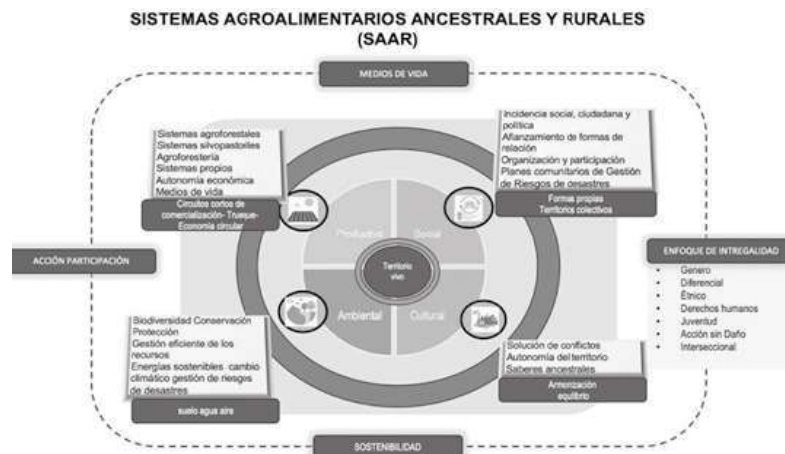 SISTEMAS AGROALIMENTARIOS ANCESTRALES Y RURALES
(SAAR)
MEDIOS DE VIDA
Sistemas agroforestales
Sistemas silvopastoriles
Agroforestería
Sistemas propios
Autonomía económica
Medios de vida
Circuitos cortos de
comercialización- Trueque-
Economía circular
Incidencia social, ciudadana y
política
Afianzamiento de formas de
relación
Organización y participación
Planes comunitarios de Gestión
de Riesgos de desastres
Formas propias
Territorios colectivos
Productivo
Social
Territorio
vivo
Ambiental
Cultural
ACCIÓN PARTICIPACIÓN
ENFOQUE DE INTREGALIDAD
• Genero
• Diferencial
• Étnico
• Derechos humanos
• Juventud
• Acción sin Daño
• Interseccional
Biodiversidad Conservación
Protección
Gestión eficiente de los
recursos
Energías sostenibles cambio
climático gestión de riesgos
de desastres
suelo agua aire
Solución de conflictos
Autonomía del territorio
Saberes ancestrales
Armonización
equilibrio
SOSTENIBILIDAD